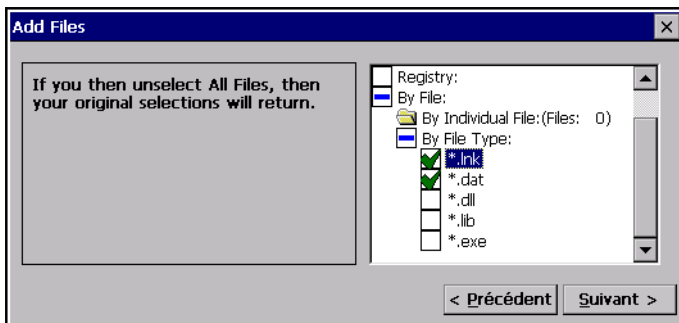 Add Files
If you then unselect All Files, then
your original selections will return.
Registry:
By File:
By Individual File:(Files: 0)
By File Type:
*.lnk
*.dat
*.dll
*.lib
*.exe
< Précédent
Suivant >